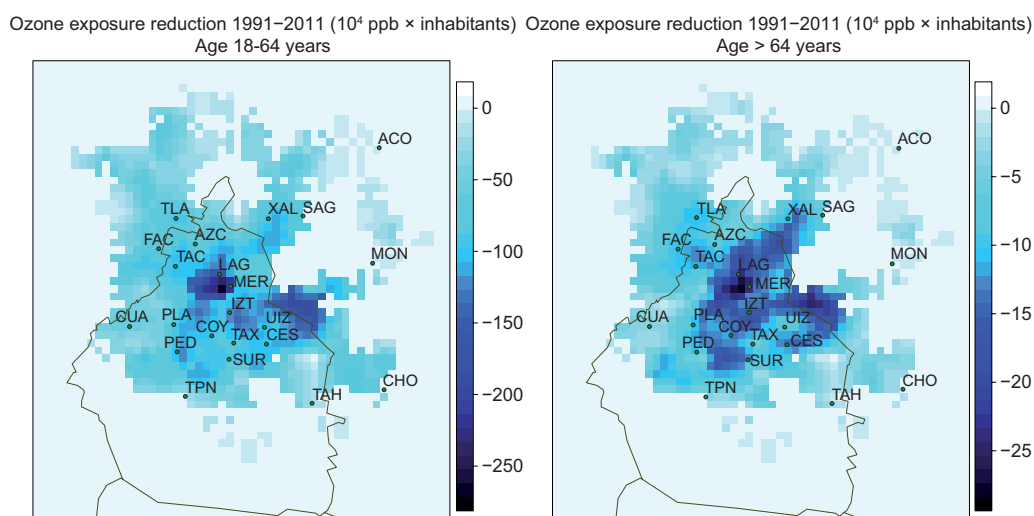 Ozone exposure reduction 1991−2011 (10⁴ ppb × inhabitants)
Age 18-64 years
ACO
TLA
XAL
SAG
FAC
AZC
TAC
LAG
MON
MER
IZT
CUA
PLA
COY
UIZ
PED
TAX
CES
SUR
TPN
CHO
TAH
0
−50
−100
−150
−200
−250
Ozone exposure reduction 1991−2011 (10⁴ ppb × inhabitants)
Age > 64 years
ACO
TLA
XAL
SAG
FAC
AZC
TAC
LAG
MON
MER
IZT
CUA
PLA
COY
UIZ
PED
TAX
CES
SUR
TPN
CHO
TAH
0
−5
−10
−15
−20
−25